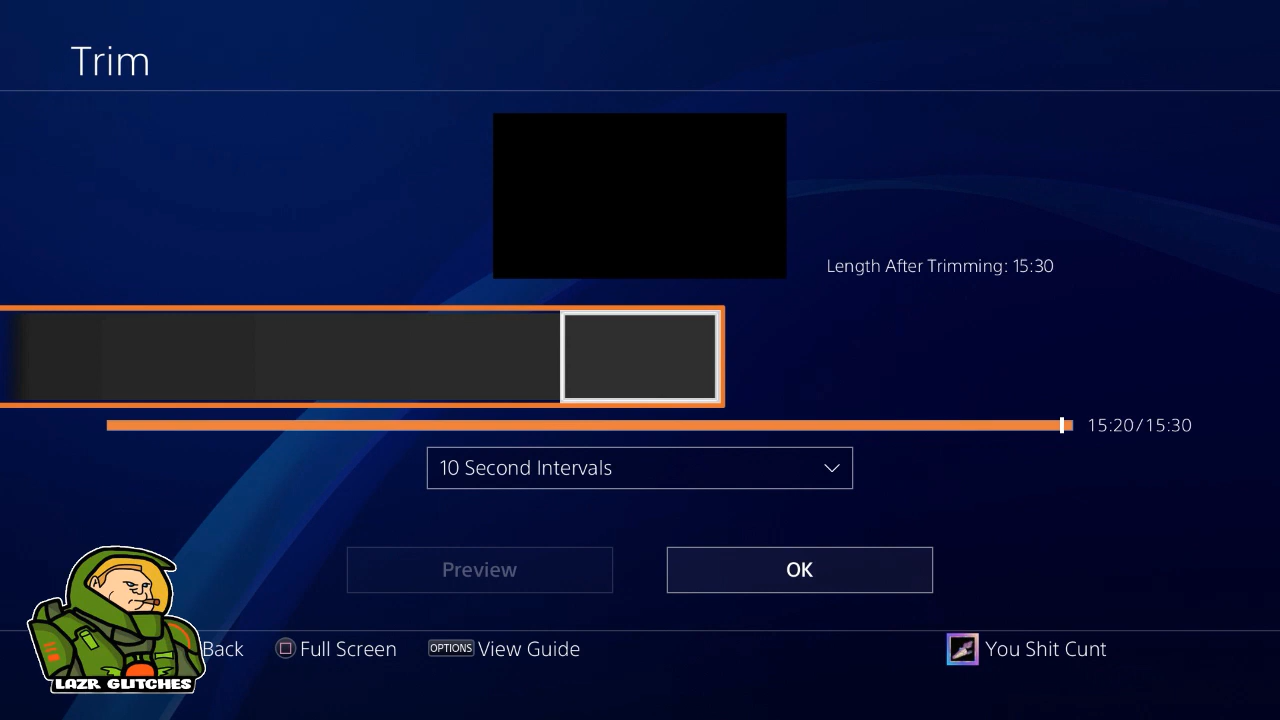 Trim
Length After Trimming: 15:30
15:20/15:30
10 Second Intervals
Preview
OK
Back
Full Screen
OPTIONS View Guide
You Shit Cunt
LAZR GLITCHES